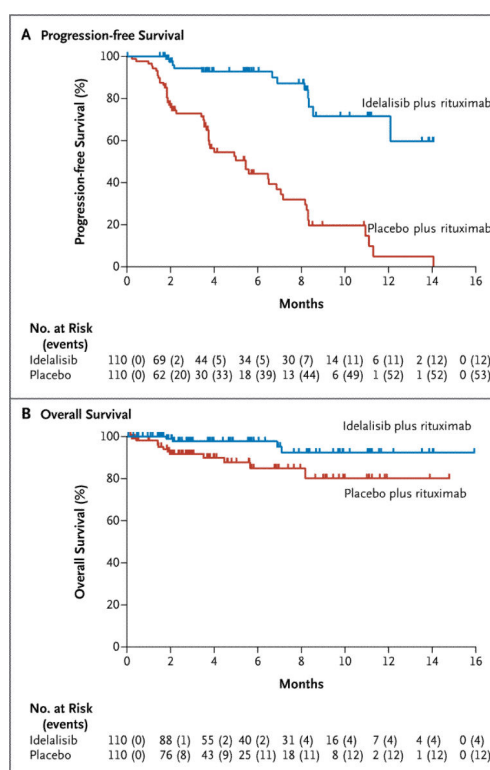 A Progression-free Survival
100
80
60
40
20
0
Progression-free Survival (%)
Idelalisib plus rituximab
Placebo plus rituximab
0 2 4 6 8 10 12 14 16
Months
No. at Risk
(events)
Idelalisib 110 (0) 69 (2) 44 (5) 34 (5) 30 (7) 14 (11) 6 (11) 2 (12) 0 (12)
Placebo 110 (0) 62 (20) 30 (33) 18 (39) 13 (44) 6 (49) 1 (52) 1 (52) 0 (53)
B Overall Survival
Idelalisib plus rituximab
100
80
60
40
20
0
Overall Survival (%)
Placebo plus rituximab
0 2 4 6 8 10 12 14 16
Months
No. at Risk
(events)
Idelalisib 110 (0) 88 (1) 55 (2) 40 (2) 31 (4) 16 (4) 7 (4) 4 (4) 0 (4)
Placebo 110 (0) 76 (8) 43 (9) 25 (11) 18 (11) 8 (12) 2 (12) 1 (12) 0 (12)